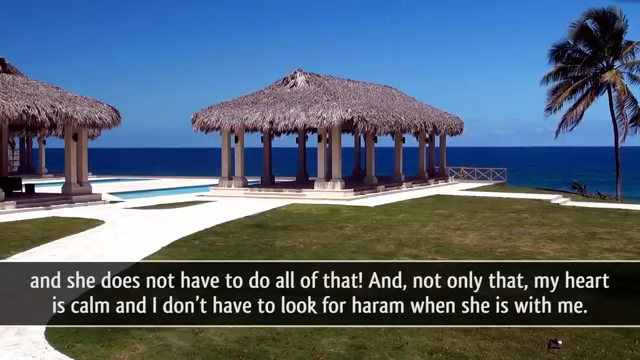 and she does not have to do all of that! And, not only that, my heart
is calm and I don't have to look for haram when she is with me.